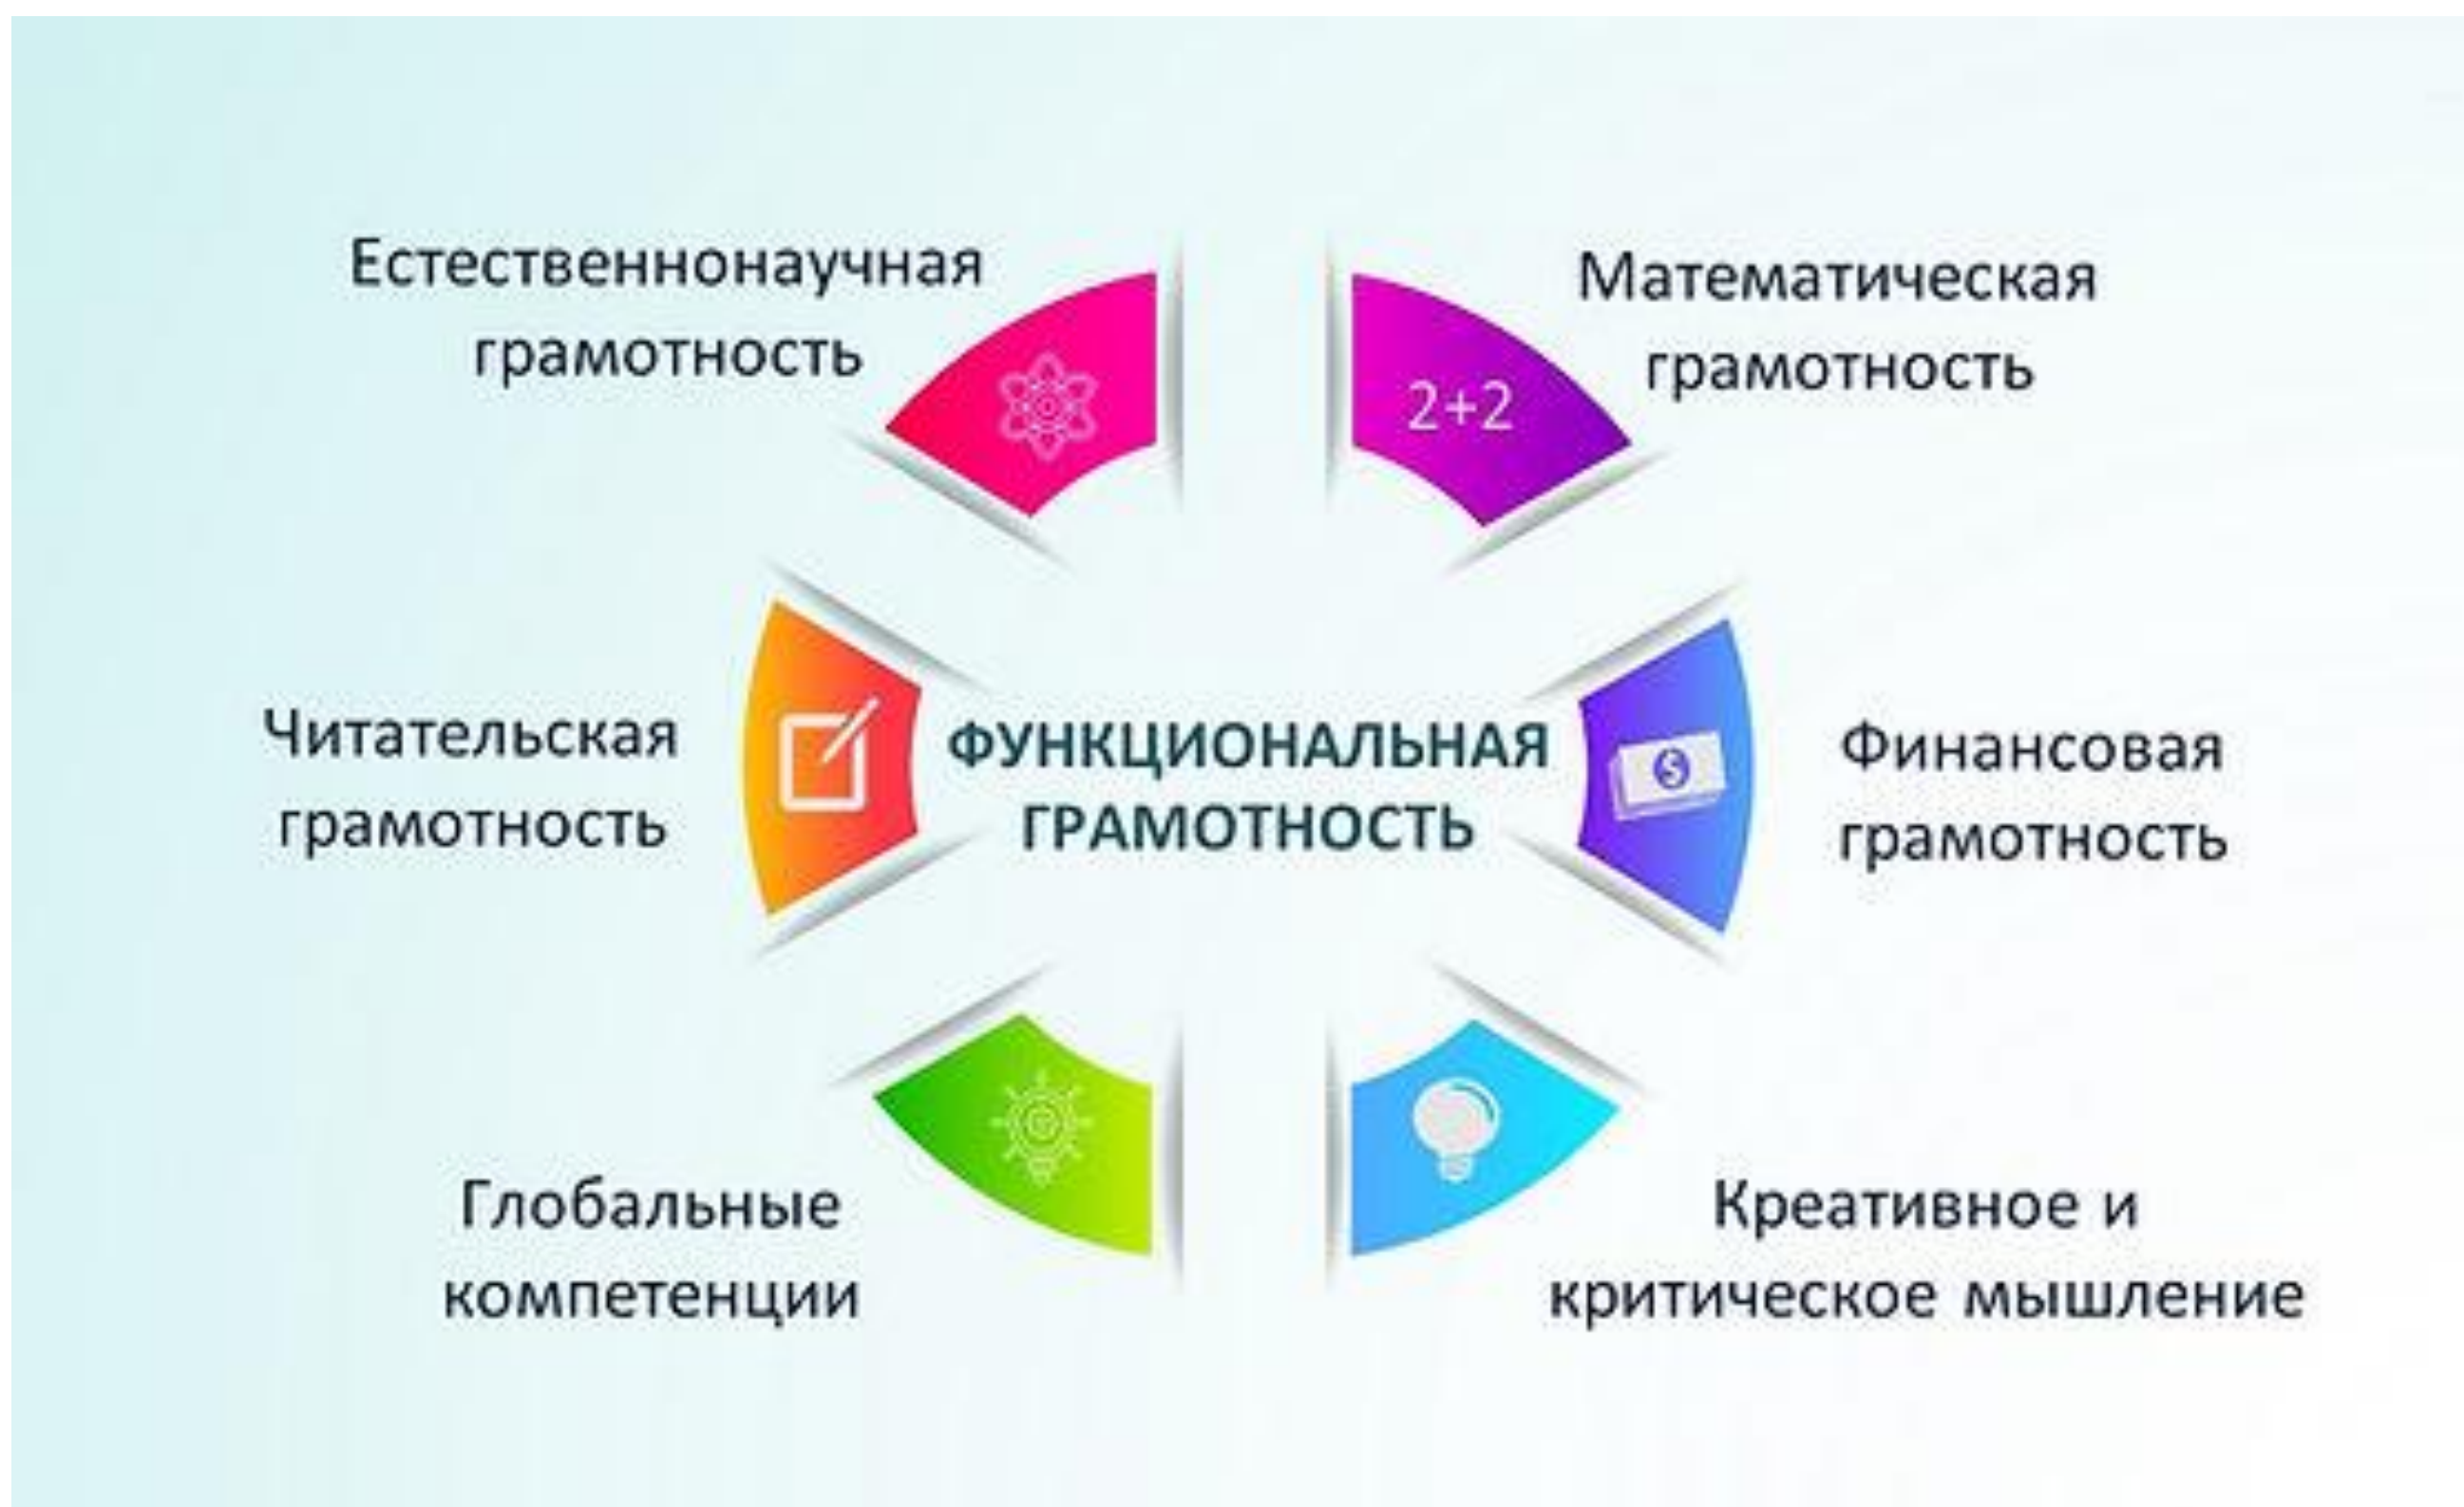 Естественнонаучная
грамотность
Математическая
грамотность
2+2
Читательская
грамотность
ФУНКЦИОНАЛЬНАЯ
ГРАМОТНОСТЬ
$
Финансовая
грамотность
Глобальные
компетенции
Креативное и
критическое мышление